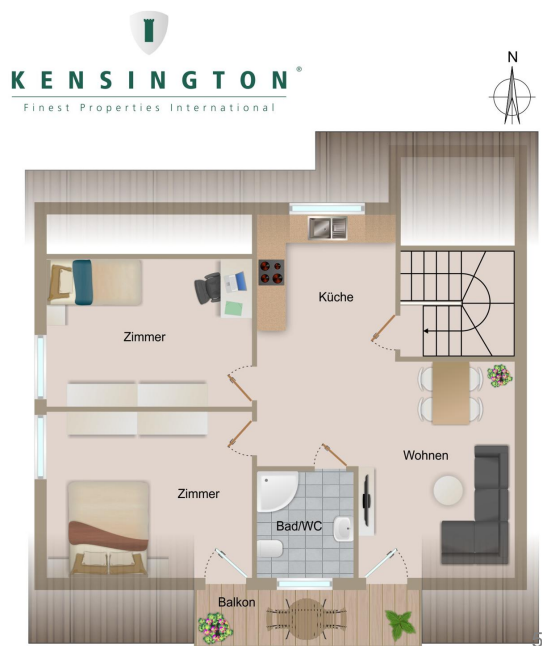 KENSINGTON®
Finest Properties International
N
Küche
Zimmer
Wohnen
Zimmer
Bad/WC
Balkon